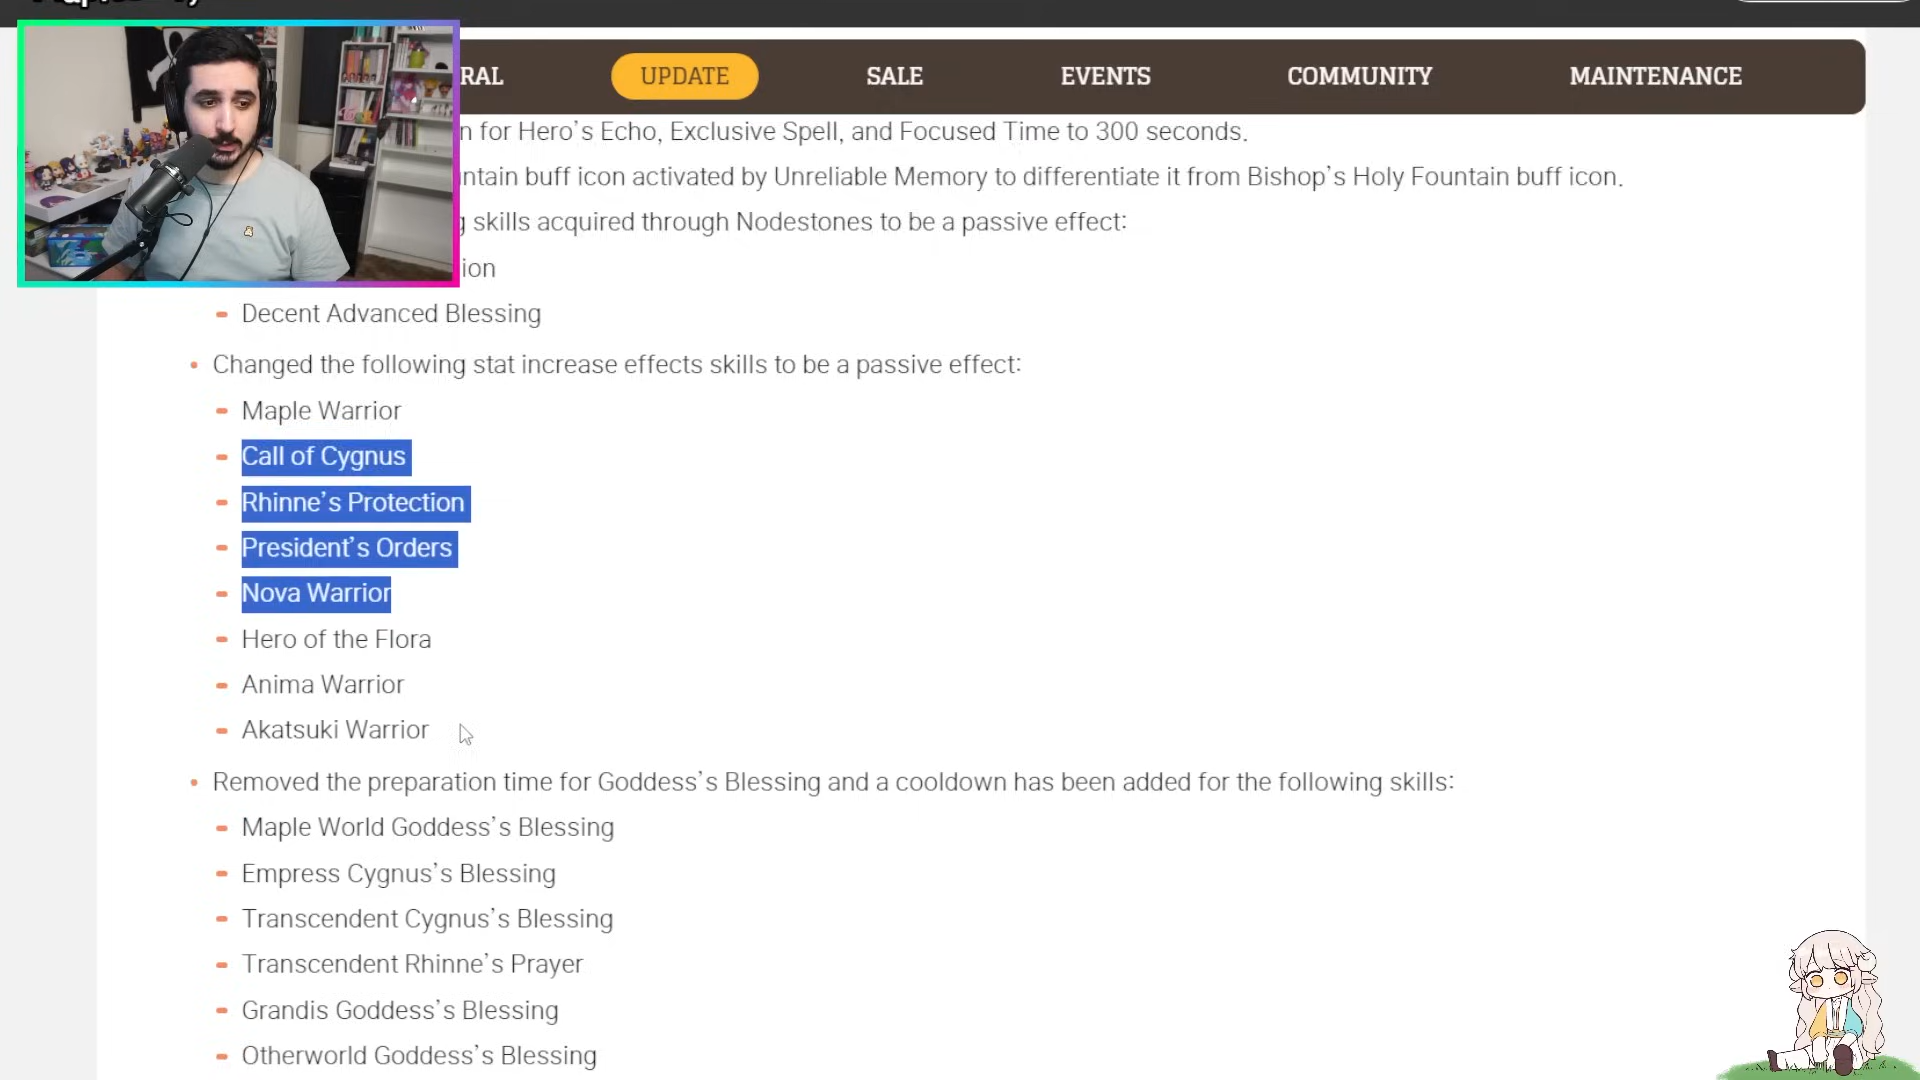 RAL UPDATE SALE EVENTS COMMUNITY MAINTENANCE
n for Hero's Echo, Exclusive Spell, and Focused Time to 300 seconds.
ntain buff icon activated by Unreliable Memory to differentiate it from Bishop's Holy Fountain buff icon.
g skills acquired through Nodestones to be a passive effect:
ion
- Decent Advanced Blessing
• Changed the following stat increase effects skills to be a passive effect:
- Maple Warrior
- Call of Cygnus
- Rhinne's Protection
- President's Orders
- Nova Warrior
- Hero of the Flora
- Anima Warrior
- Akatsuki Warrior
• Removed the preparation time for Goddess's Blessing and a cooldown has been added for the following skills:
- Maple World Goddess's Blessing
- Empress Cygnus's Blessing
- Transcendent Cygnus's Blessing
- Transcendent Rhinne's Prayer
- Grandis Goddess's Blessing
- Otherworld Goddess's Blessing